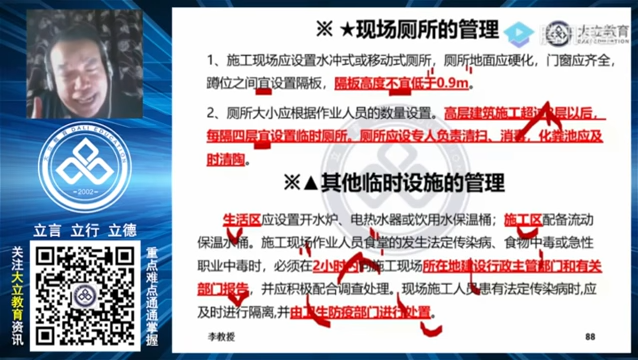 ※ ★现场厕所的管理
大立教育
1、施工现场应设置水冲式或移动式厕所，厕所地面应硬化，门窗应齐全，
蹲位之间宜设置隔板，隔板高度不宜低于0.9m。
2、厕所大小应根据作业人员的数量设置。高层建筑施工超过8层以后，
每隔四层宜设置临时厕所。厕所应设专人负责清扫、消毒，化粪池应及
时清陶。
※▲其他临时设施的管理
生活区应设置开水炉、电热水器或饮用水保温桶；施工区配备流动
保温水桶。施工现场作业人员食堂的发生法定传染病、食物中毒或急性
职业中毒时，必须在2小时内向施工现场所在地建设行政主管部门和有关
部门报告，并应积极配合调查处理。现场施工人员患有法定传染病时,应
及时进行隔离,并由卫生防疫部门进行处置。
李教授
88
DALI EDUCATION
2002
立言 立行 立德
关注大立教育资讯
重点难点通通掌握